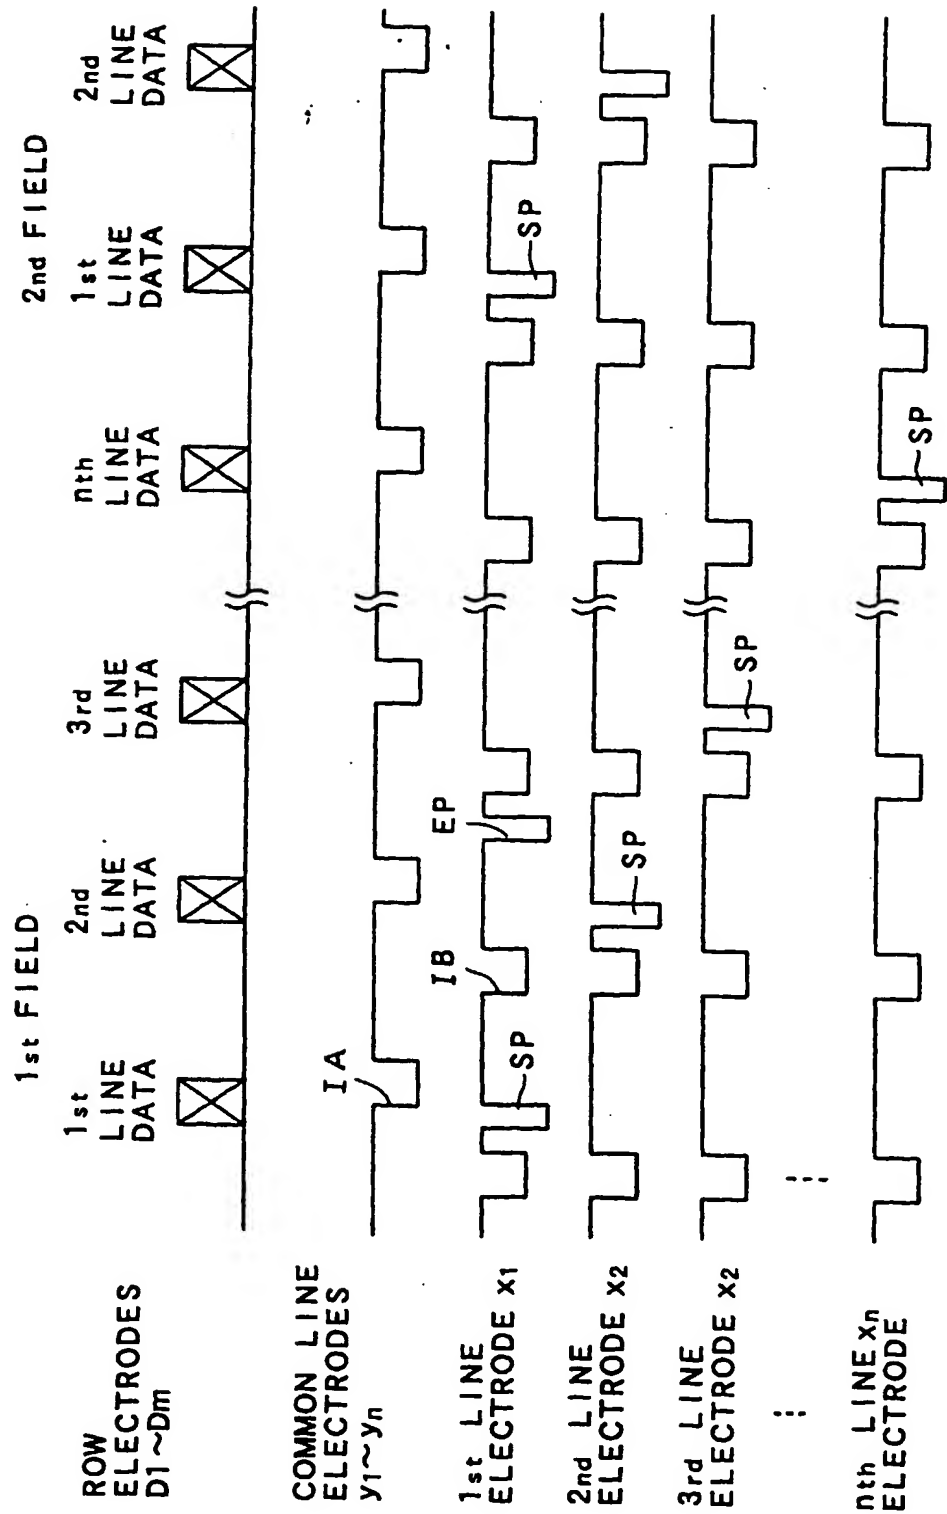 1st FIELD
2nd FIELD
1st
LINE
DATA
2nd
LINE
DATA
3rd
LINE
DATA
nth
LINE
DATA
1st
LINE
DATA
2nd
LINE
DATA
ROW
ELECTRODES
D1~Dm
COMMON LINE
ELECTRODES
y1~yn
IA
1st LINE
ELECTRODE x1
SP
IB
EP
SP
2nd LINE
ELECTRODE x2
SP
3rd LINE
ELECTRODE x2
SP
nth LINE xn
ELECTRODE
SP